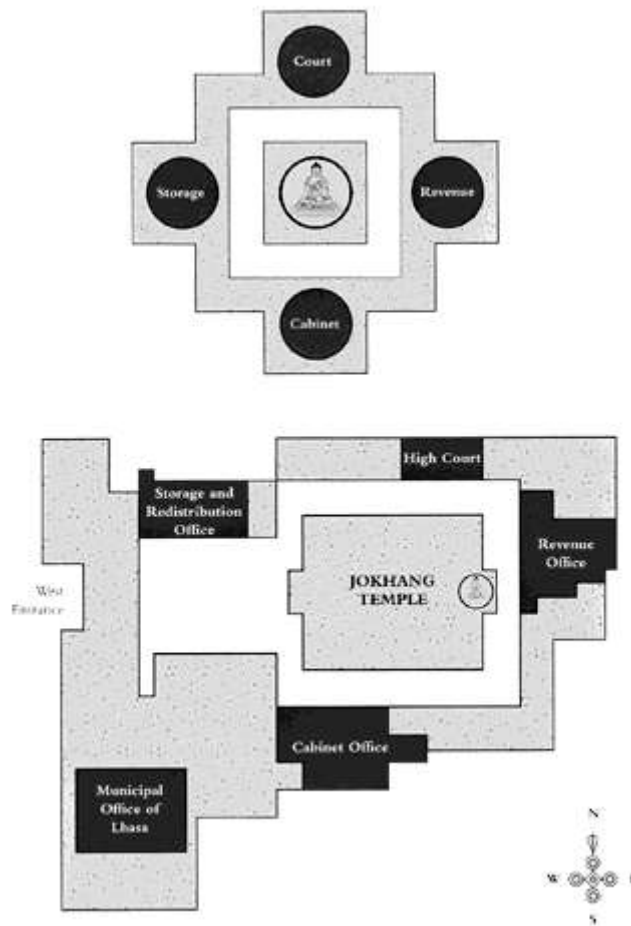 Court
Storage
Revenue
Cabinet
High Court
Storage and
Redistribution
Office
Revenue
Office
JOKHANG
TEMPLE
West
Entrance
Cabinet Office
Municipal
Office of
Lhasa
N
W
S